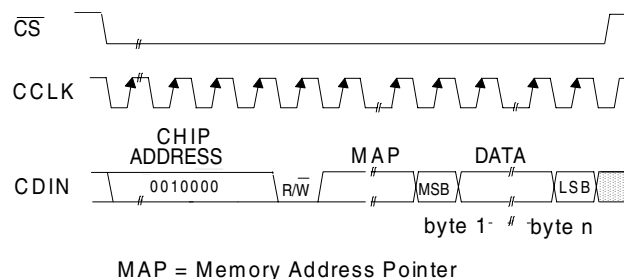 CS
CCLK
CHIP
ADDRESS
MAP
DATA
CDIN
0010000
R/W
MSB
LSB
byte 1
byte n
MAP = Memory Address Pointer